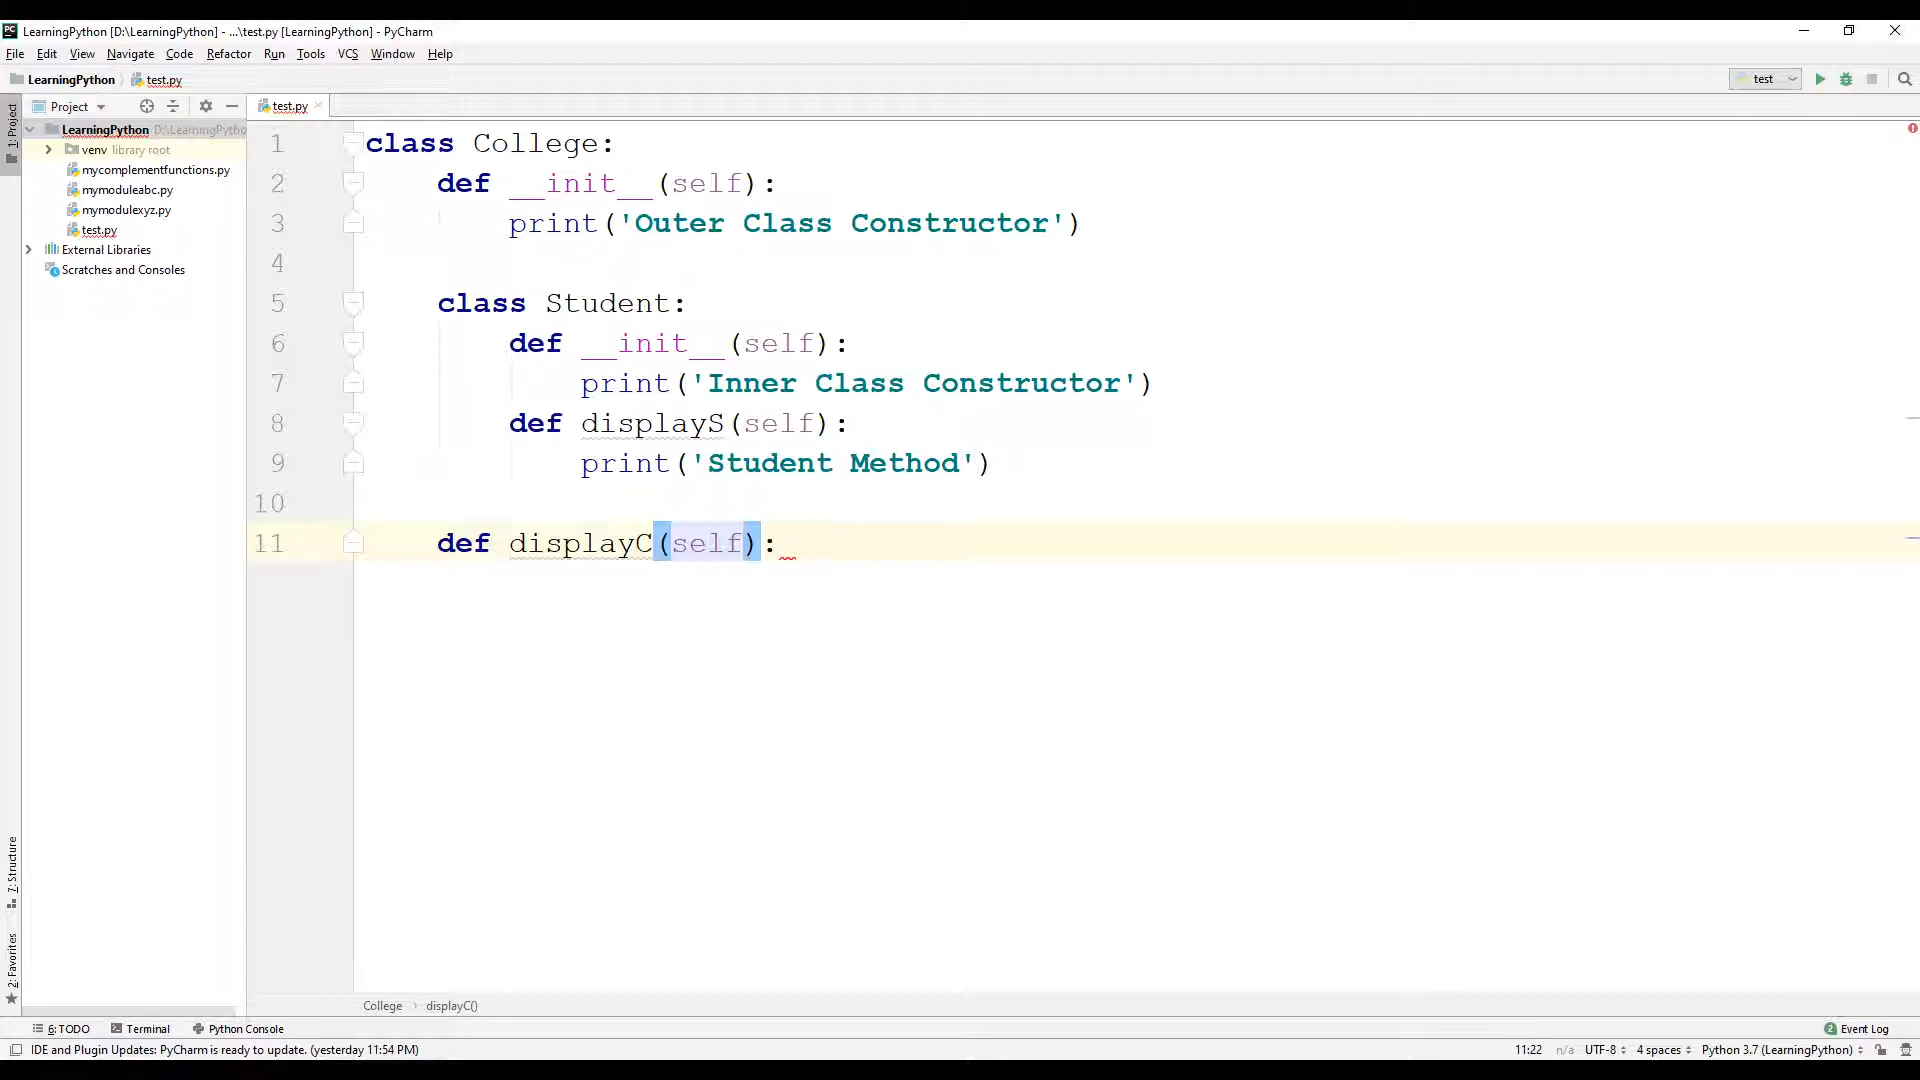 LearningPython [D:\LearningPython] - ...\test.py [LearningPython] - PyCharm
File Edit View Navigate Code Refactor Run Tools VCS Window Help
LearningPython test.py test
Project test.py
1: Project
LearningPython D:\LearningPytho
venv library root
mycomplementfunctions.py
mymoduleabc.py
mymodulexyz.py
test.py
External Libraries
Scratches and Consoles
1 class College:
2 def __init__(self):
3 print('Outer Class Constructor')
4
5 class Student:
6 def __init__(self):
7 print('Inner Class Constructor')
8 def displayS(self):
9 print('Student Method')
10
11 def displayC(self):
7: Structure
2: Favorites
College displayC()
6: TODO Terminal Python Console 2 Event Log
IDE and Plugin Updates: PyCharm is ready to update. (yesterday 11:54 PM) 11:22 n/a UTF-8 4 spaces Python 3.7 (LearningPython)